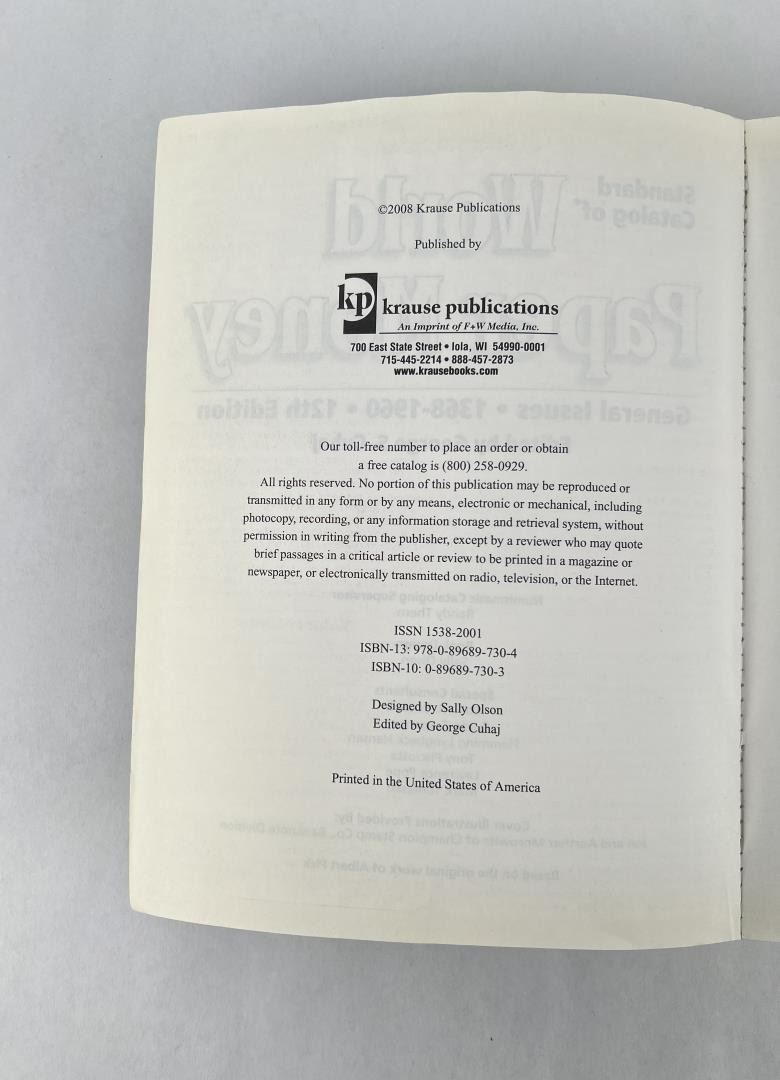 ©2008 Krause Publications
Published by
kp krause publications
An Imprint of F+W Media, Inc.
700 East State Street • Iola, WI 54990-0001
715-445-2214 • 888-457-2873
www.krausebooks.com
Our toll-free number to place an order or obtain
a free catalog is (800) 258-0929.
All rights reserved. No portion of this publication may be reproduced or
transmitted in any form or by any means, electronic or mechanical, including
photocopy, recording, or any information storage and retrieval system, without
permission in writing from the publisher, except by a reviewer who may quote
brief passages in a critical article or review to be printed in a magazine or
newspaper, or electronically transmitted on radio, television, or the Internet.
ISSN 1538-2001
ISBN-13: 978-0-89689-730-4
ISBN-10: 0-89689-730-3
Designed by Sally Olson
Edited by George Cuhaj
Printed in the United States of America